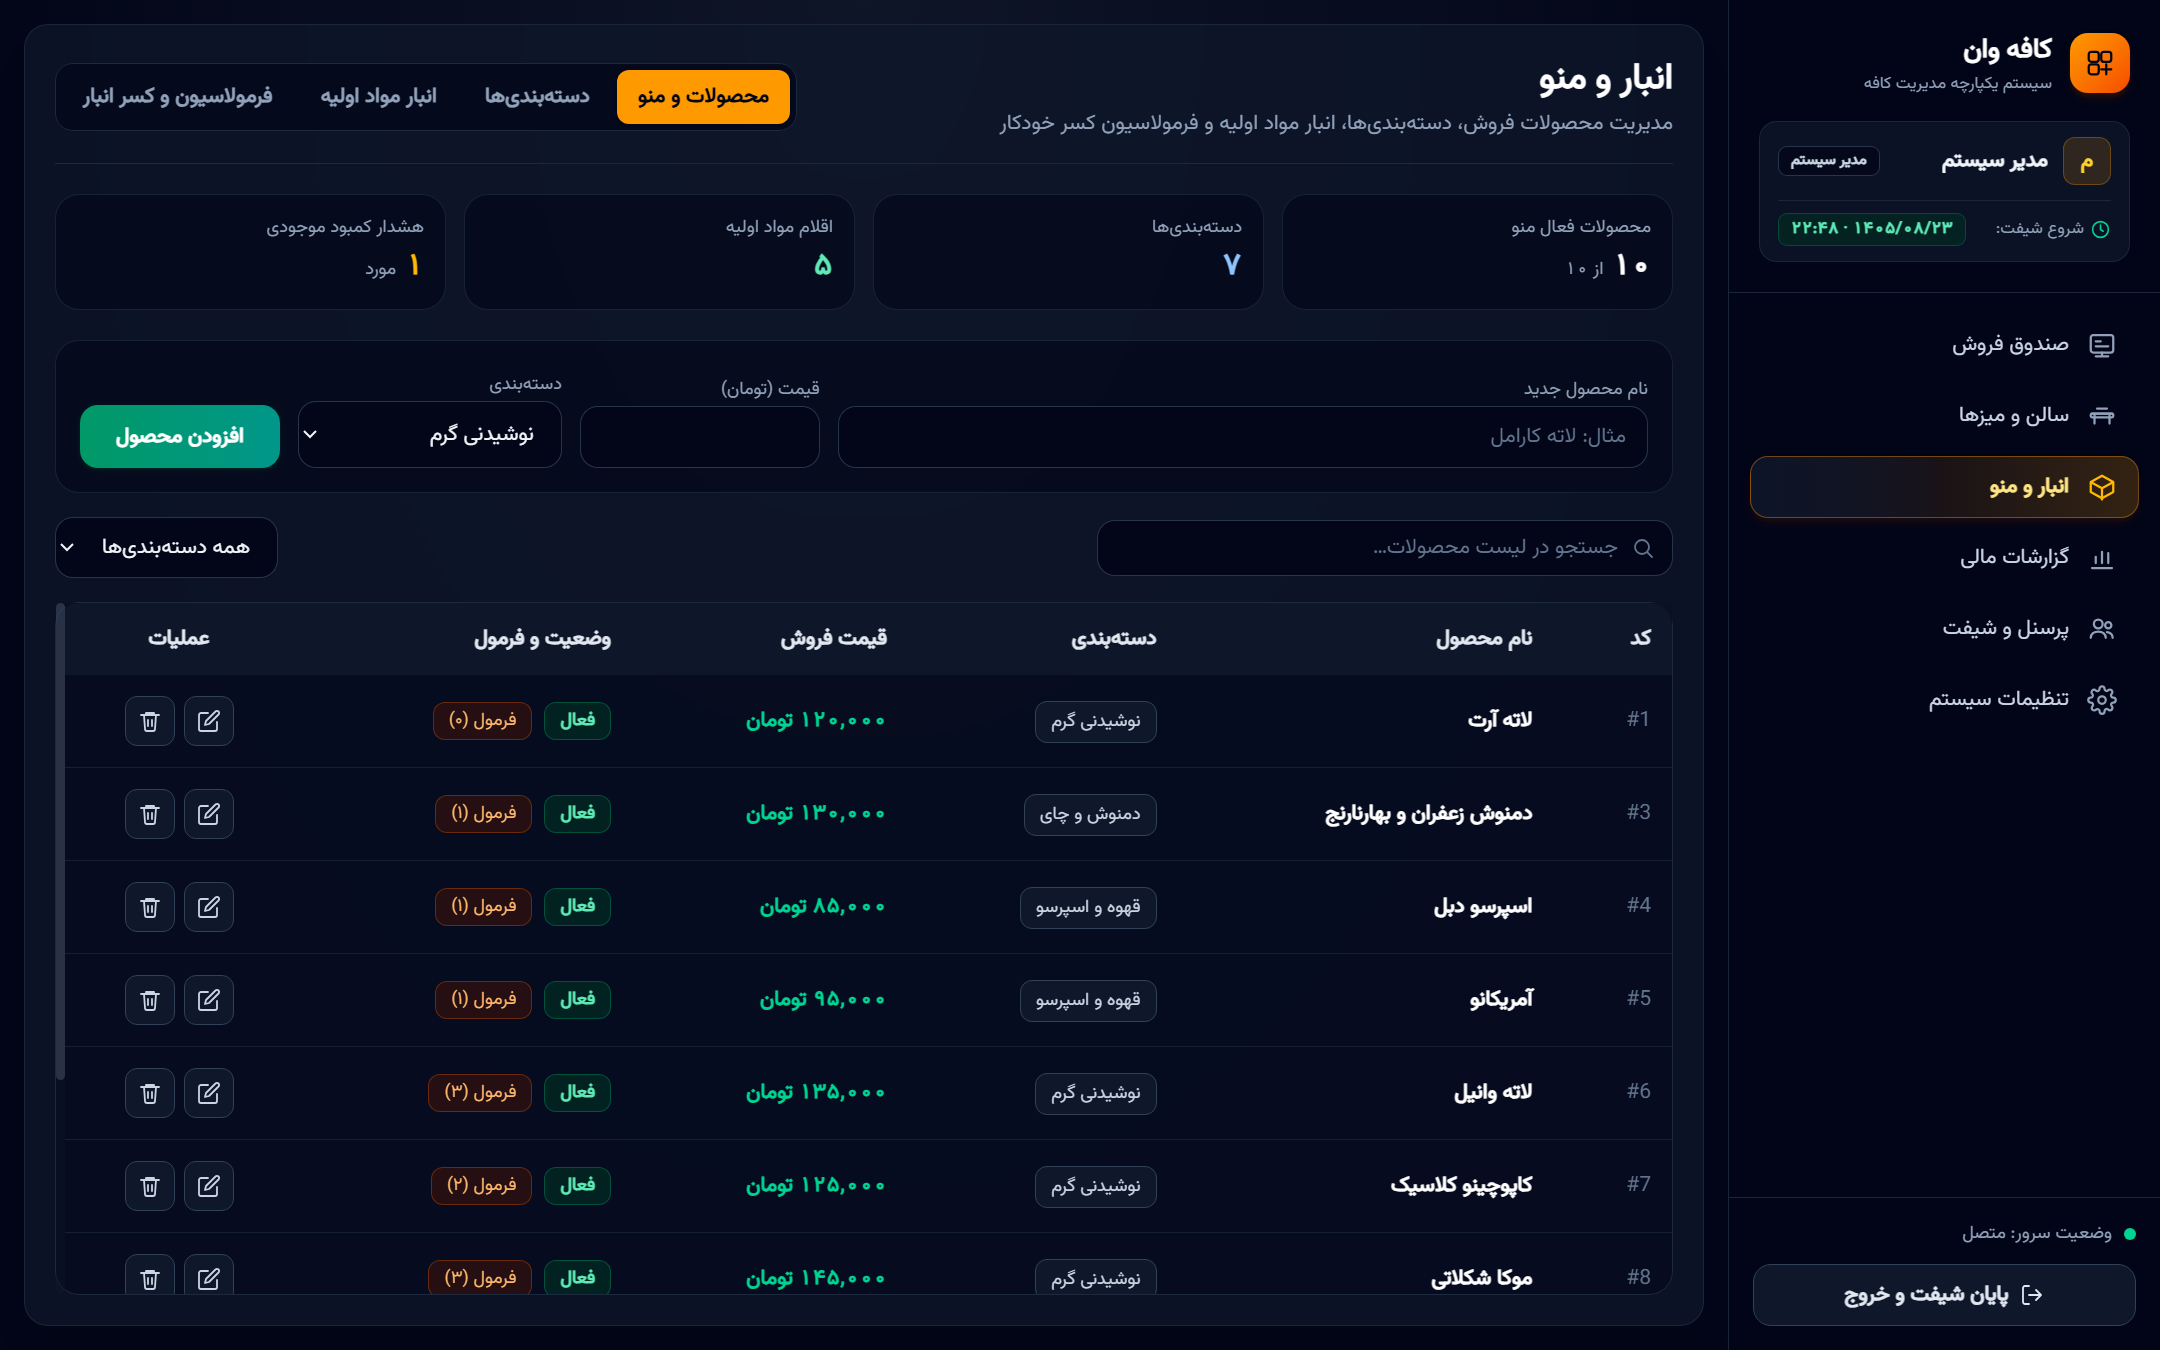 کافه وان
سیستم یکپارچه مدیریت کافه
م
مدیر سیستم
مدیر سیستم
شروع شیفت:
۱۴۰۵/۰۸/۲۳ · ۲۲:۴۸
صندوق فروش
سالن و میزها
انبار و منو
گزارشات مالی
پرسنل و شیفت
تنظیمات سیستم
وضعیت سرور: متصل
پایان شیفت و خروج
انبار و منو
مدیریت محصولات فروش، دسته‌بندی‌ها، انبار مواد اولیه و فرمولاسیون کسر خودکار
محصولات و منو
دسته‌بندی‌ها
انبار مواد اولیه
فرمولاسیون و کسر انبار
محصولات فعال منو
۱۰ از ۱۰
دسته‌بندی‌ها
۷
اقلام مواد اولیه
۵
هشدار کمبود موجودی
۱ مورد
نام محصول جدید
مثال: لاته کارامل
قیمت (تومان)
دسته‌بندی
نوشیدنی گرم
افزودن محصول
جستجو در لیست محصولات...
همه دسته‌بندی‌ها
کد نام محصول دسته‌بندی قیمت فروش وضعیت و فرمول عملیات
#1 لاته آرت نوشیدنی گرم ۱۲۰,۰۰۰ تومان فعال فرمول (۰)
#3 دمنوش زعفران و بهارنارنج دمنوش و چای ۱۳۰,۰۰۰ تومان فعال فرمول (۱)
#4 اسپرسو دبل قهوه و اسپرسو ۸۵,۰۰۰ تومان فعال فرمول (۱)
#5 آمریکانو قهوه و اسپرسو ۹۵,۰۰۰ تومان فعال فرمول (۱)
#6 لاته وانیل نوشیدنی گرم ۱۳۵,۰۰۰ تومان فعال فرمول (۳)
#7 کاپوچینو کلاسیک نوشیدنی گرم ۱۲۵,۰۰۰ تومان فعال فرمول (۲)
#8 موکا شکلاتی نوشیدنی گرم ۱۴۵,۰۰۰ تومان فعال فرمول (۳)